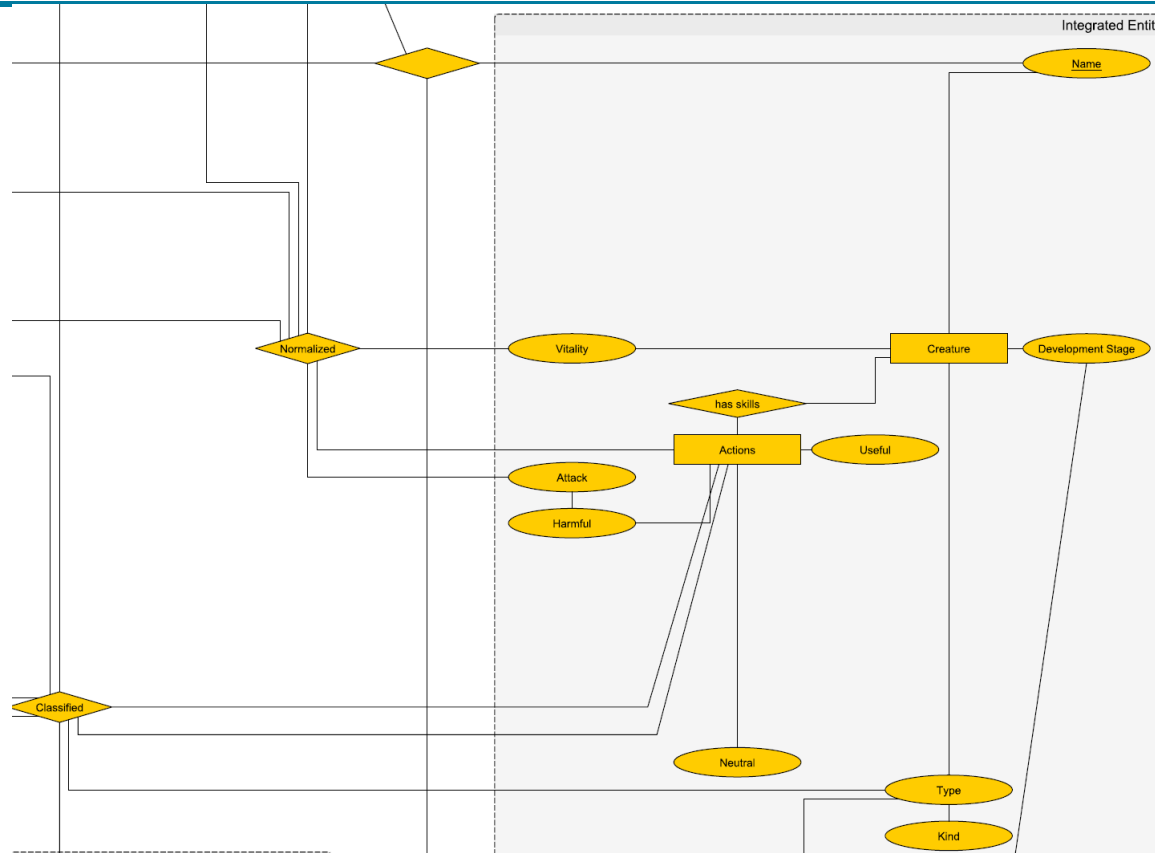 Integrated Entit
Name
Normalized
Vitality
Creature
Development Stage
has skills
Actions
Useful
Attack
Harmful
Classified
Neutral
Type
Kind